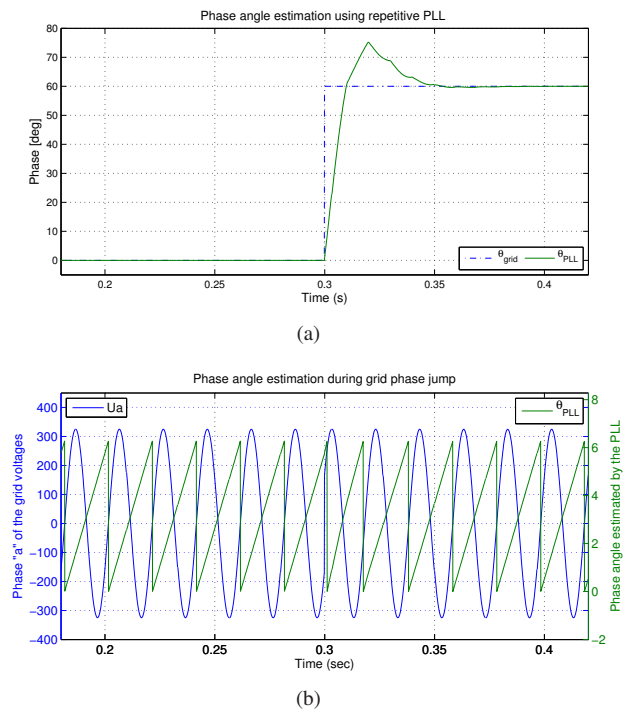 Phase angle estimation using repetitive PLL
80
70
60
50
40
30
20
10
0
Phase [deg]
0.2 0.25 0.3 0.35 0.4
Time (s)
θgrid θPLL
(a)
Phase angle estimation during grid phase jump
400
300
200
100
0
−100
−200
−300
−400
Phase "a" of the grid voltages
Ua
θPLL
8
6
4
2
0
−2
Phase angle estimated by the PLL
0.2 0.25 0.3 0.35 0.4
Time (sec)
(b)